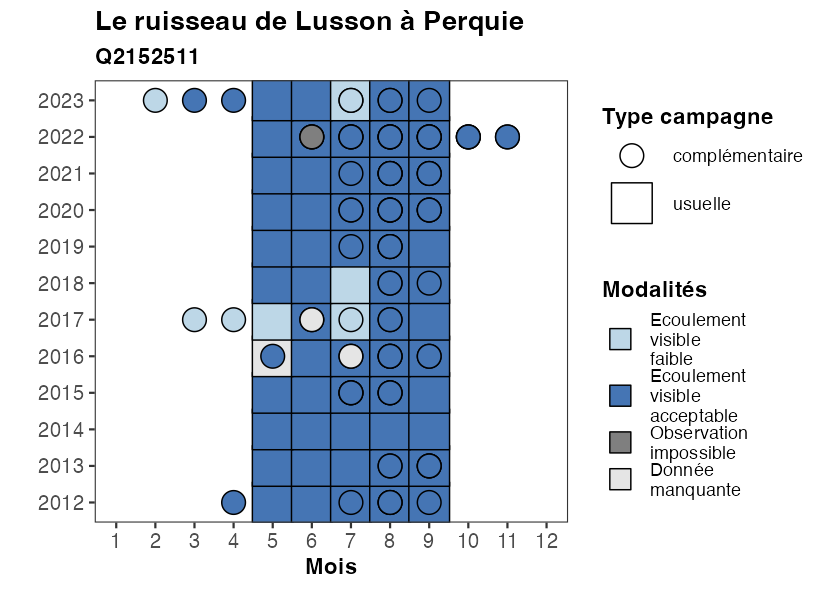 Le ruisseau de Lusson à Perquie
Q2152511
2023
2022
2021
2020
2019
2018
2017
2016
2015
2014
2013
2012
1 2 3 4 5 6 7 8 9 10 11 12
Mois
Type campagne
complémentaire
usuelle
Modalités
Ecoulement
visible
faible
Ecoulement
visible
acceptable
Observation
impossible
Donnée
manquante